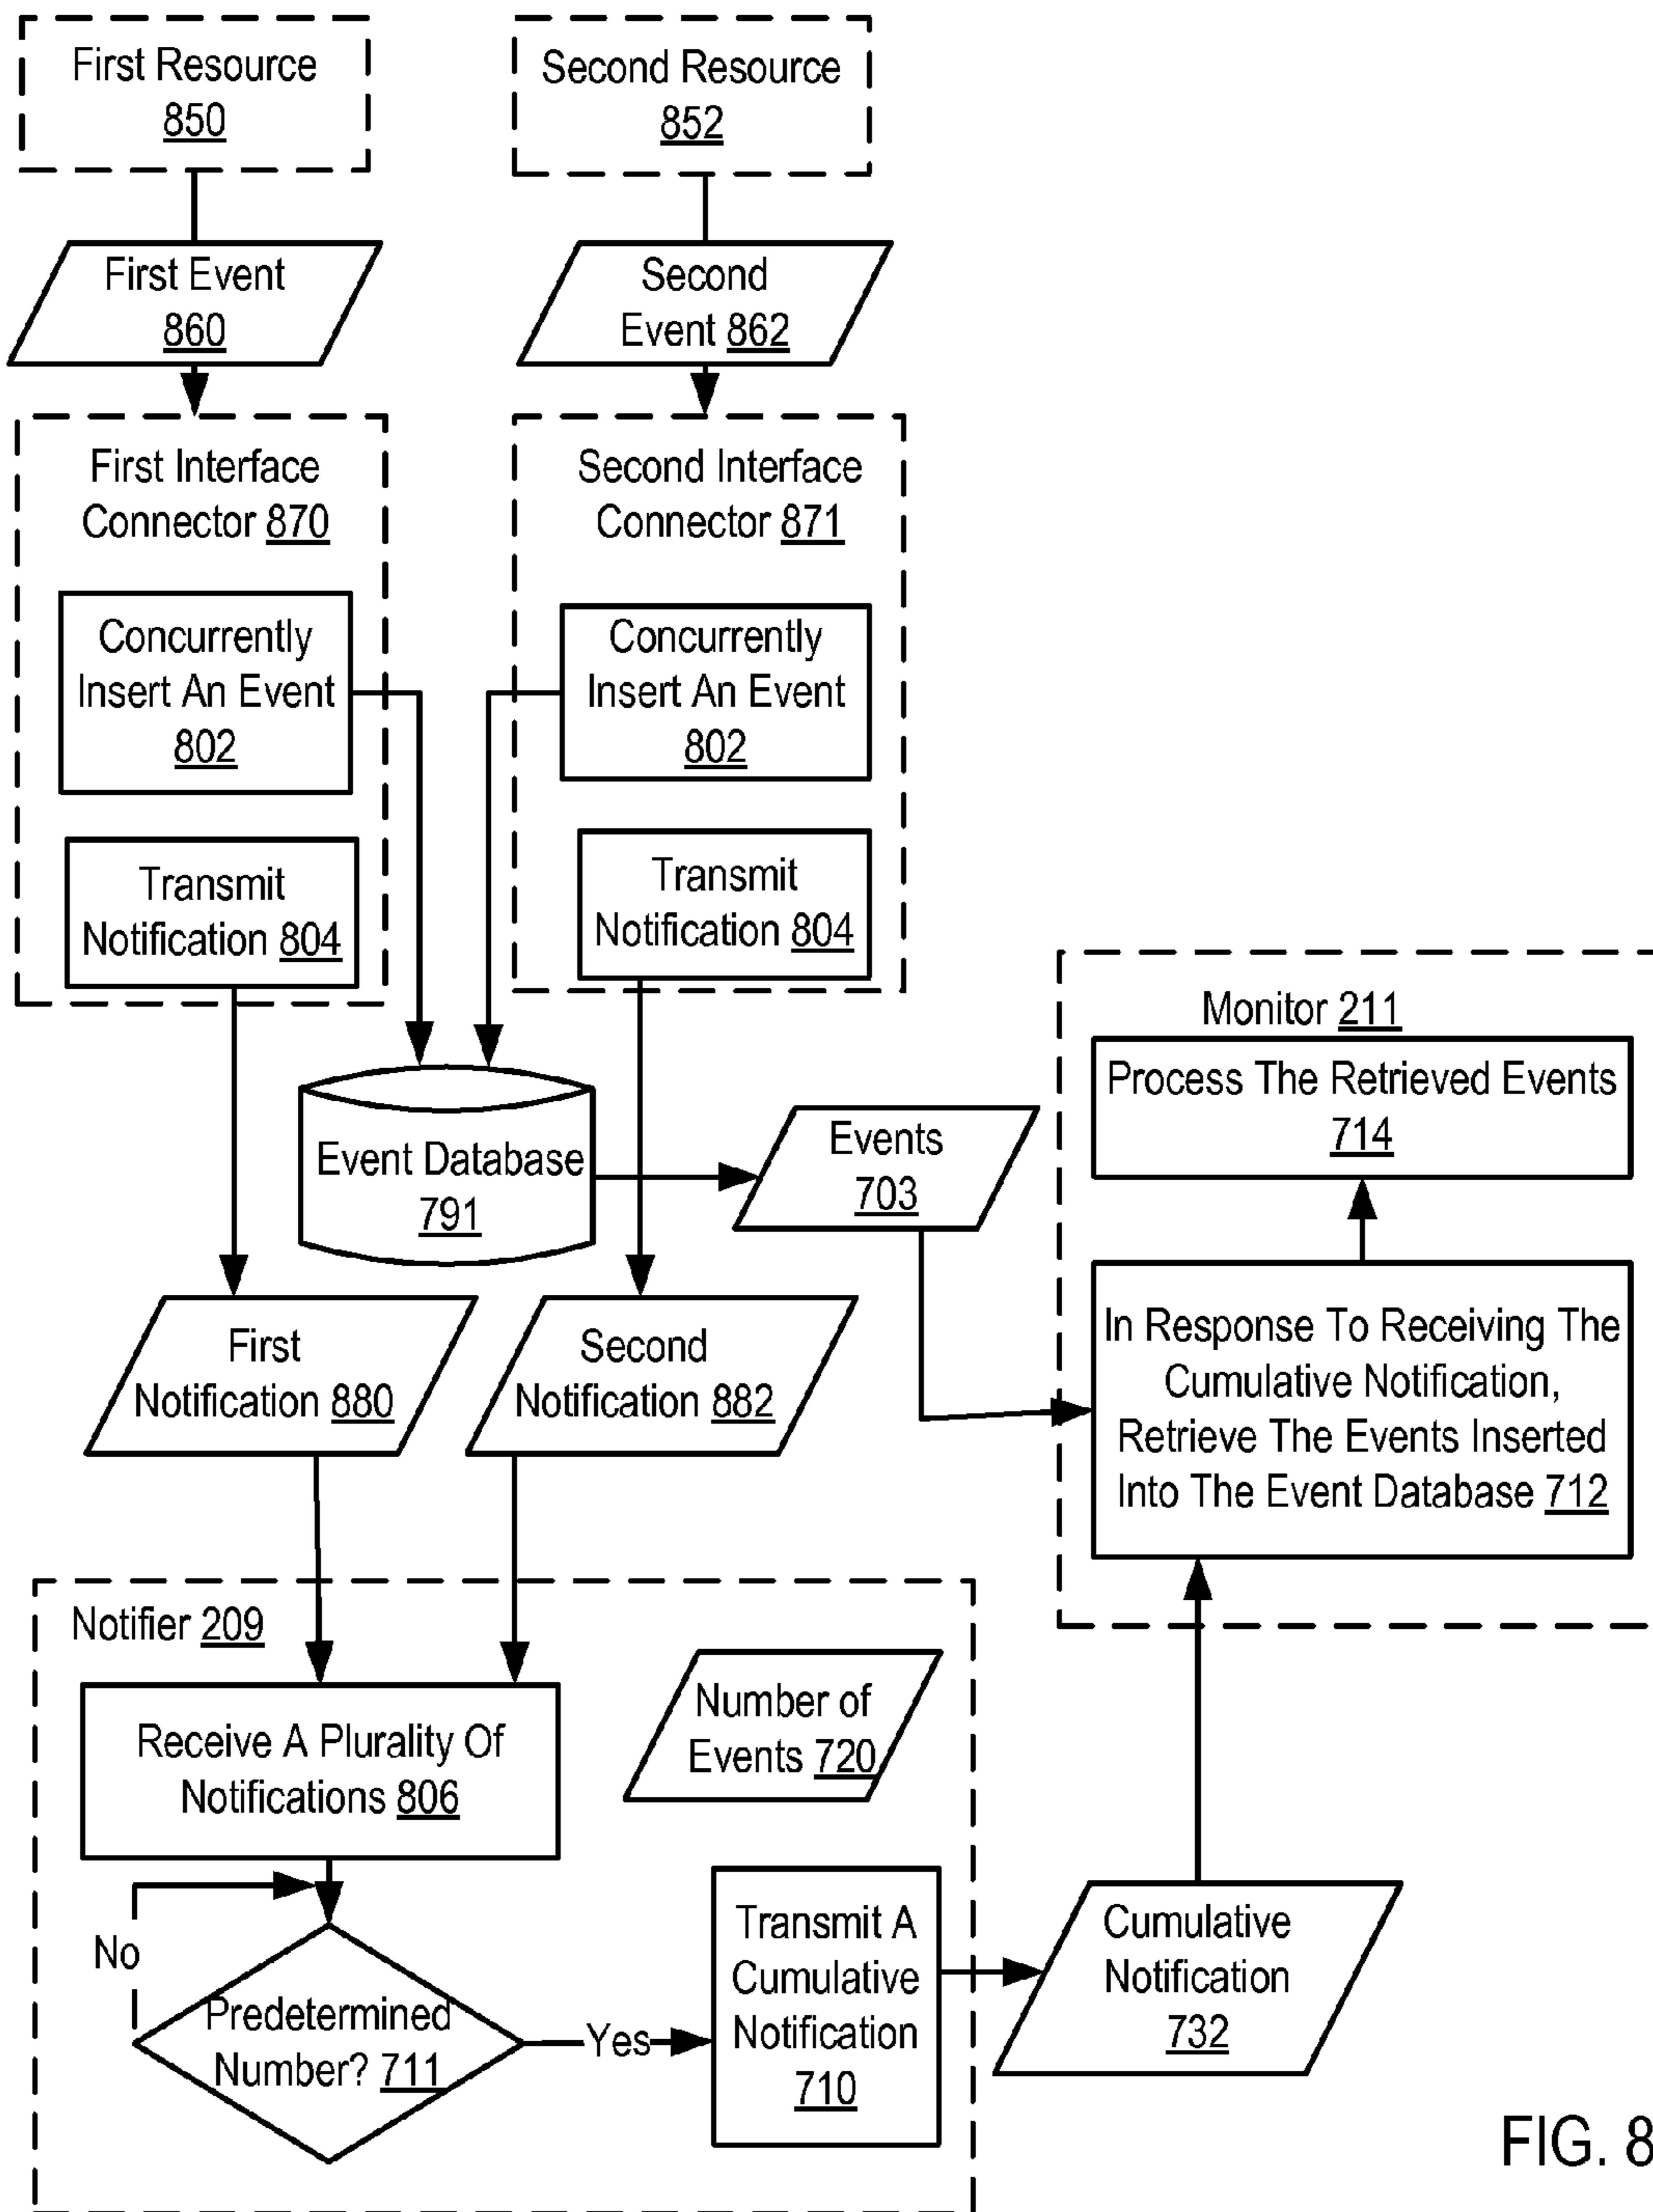 First Resource
850
Second Resource
852
First Event
860
Second
Event 862
First Interface
Connector 870
Second Interface
Connector 871
Concurrently
Insert An Event
802
Concurrently
Insert An Event
802
Transmit
Notification 804
Transmit
Notification 804
Monitor 211
Process The Retrieved Events
714
Event Database
791
Events
703
In Response To Receiving The
Cumulative Notification,
Retrieve The Events Inserted
Into The Event Database 712
First
Notification 880
Second
Notification 882
Notifier 209
Number of
Events 720
Receive A Plurality Of
Notifications 806
No
Predetermined
Number? 711
Yes
Transmit A
Cumulative
Notification
710
Cumulative
Notification
732
FIG. 8